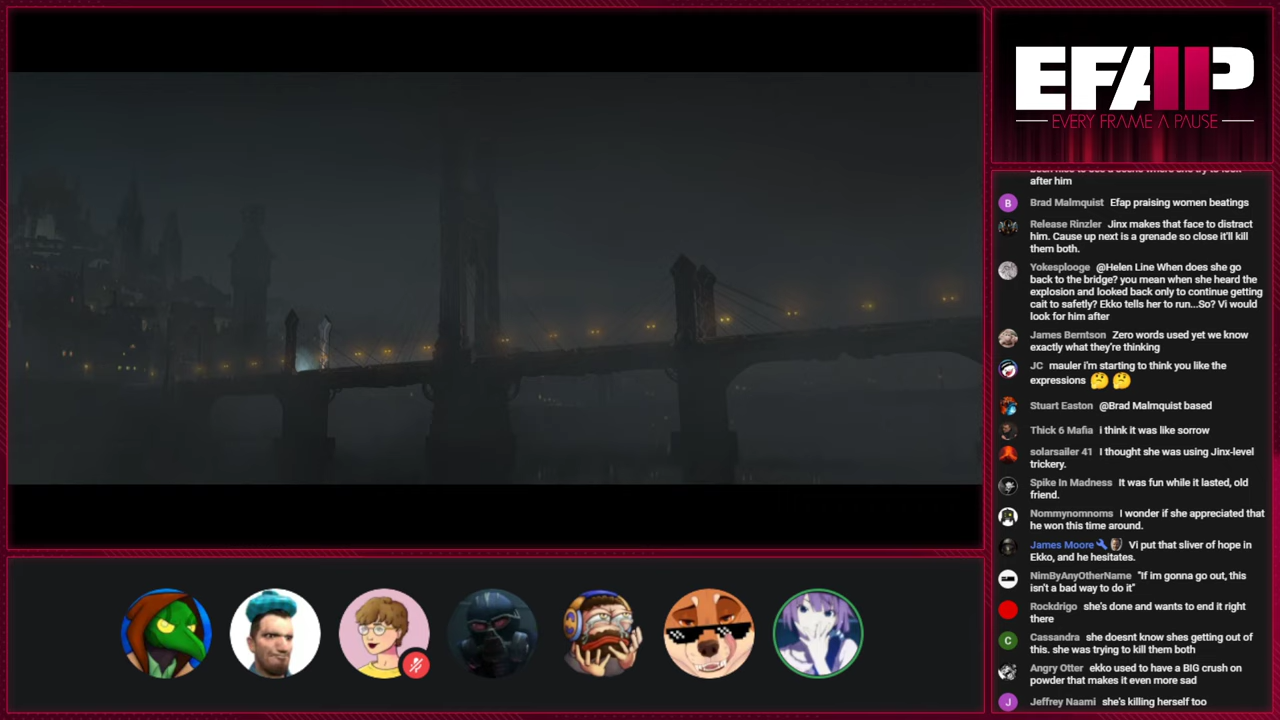 EFAP
EVERY FRAME A PAUSE
after him
B
Brad Malmquist Efap praising women beatings
Release Rinzler Jinx makes that face to distract
him. Cause up next is a grenade so close it'll kill
them both.
Yokesplooge @Helen Line When does she go
back to the bridge? you mean when she heard the
explosion and looked back only to continue getting
cait to safetly? Ekko tells her to run...So? Vi would
look for him after
James Berntson Zero words used yet we know
exactly what they're thinking
JC mauler i'm starting to think you like the
expressions 🤔 🤔
Stuart Easton @Brad Malmquist based
Thick 6 Mafia i think it was like sorrow
solarsailer 41 I thought she was using Jinx-level
trickery.
Spike In Madness It was fun while it lasted, old
friend.
Nommynomnoms I wonder if she appreciated that
he won this time around.
James Moore Vi put that sliver of hope in
Ekko, and he hesitates.
NimByAnyOtherName "If im gonna go out, this
isn't a bad way to do it"
Rockdrigo she's done and wants to end it right
there
C
Cassandra she doesnt know shes getting out of
this. she was trying to kill them both
Angry Otter ekko used to have a BIG crush on
powder that makes it even more sad
J
Jeffrey Naami she's killing herself too